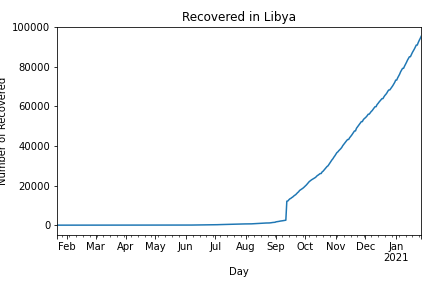 Recovered in Libya
100000
80000
60000
40000
20000
0
Number of Recovered
Feb Mar Apr May Jun Jul Aug Sep Oct Nov Dec Jan
2021
Day